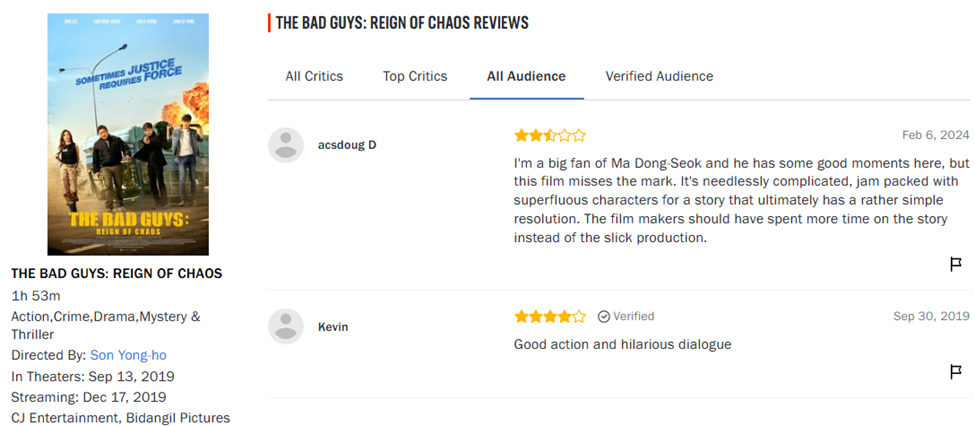 SOMETIMES JUSTICE
REQUIRES FORCE
THE BAD GUYS:
REIGN OF CHAOS
THE BAD GUYS: REIGN OF CHAOS
1h 53m
Action,Crime,Drama,Mystery &
Thriller
Directed By: Son Yong-ho
In Theaters: Sep 13, 2019
Streaming: Dec 17, 2019
CJ Entertainment, Bidangil Pictures
THE BAD GUYS: REIGN OF CHAOS REVIEWS
All Critics Top Critics All Audience Verified Audience
acsdoug D
Feb 6, 2024
I'm a big fan of Ma Dong-Seok and he has some good moments here, but
this film misses the mark. It's needlessly complicated, jam packed with
superfluous characters for a story that ultimately has a rather simple
resolution. The film makers should have spent more time on the story
instead of the slick production.
Kevin
Verified Sep 30, 2019
Good action and hilarious dialogue